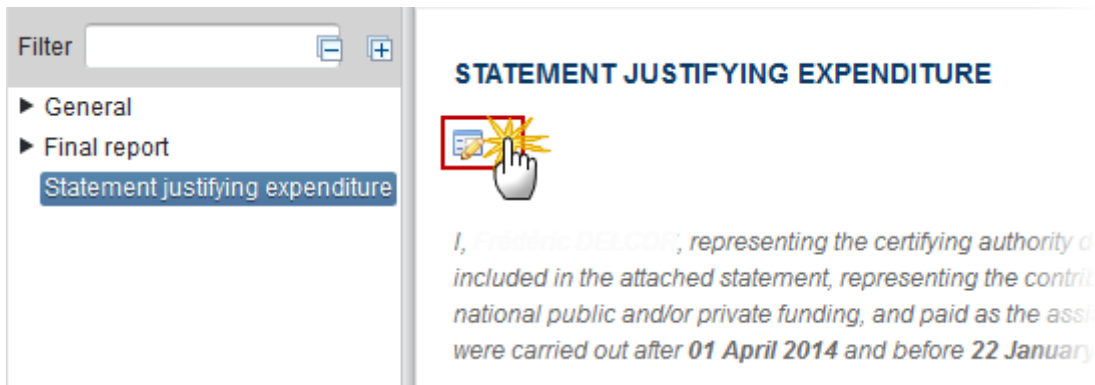 Filter
General
Final report
Statement justifying expenditure
STATEMENT JUSTIFYING EXPENDITURE
I, , representing the certifying authority
included in the attached statement, representing the
national public and/or private funding, and paid as the
were carried out after 01 April 2014 and before 22 January